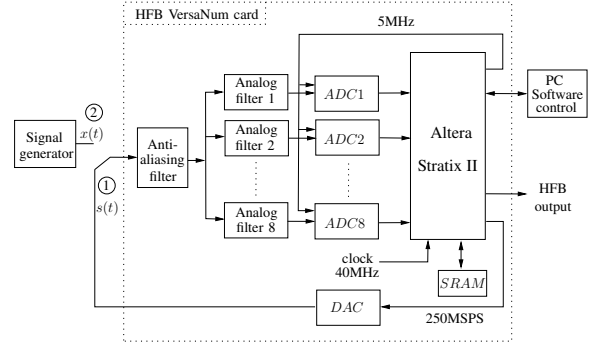 HFB VersaNum card
5MHz
Analog
filter 1
ADC1
PC
Software
control
2
x(t)
Signal
generator
Anti-
aliasing
filter
Analog
filter 2
ADC2
Altera
Stratix II
1
s(t)
HFB
output
Analog
filter 8
ADC8
clock
40MHz
SRAM
DAC
250MSPS